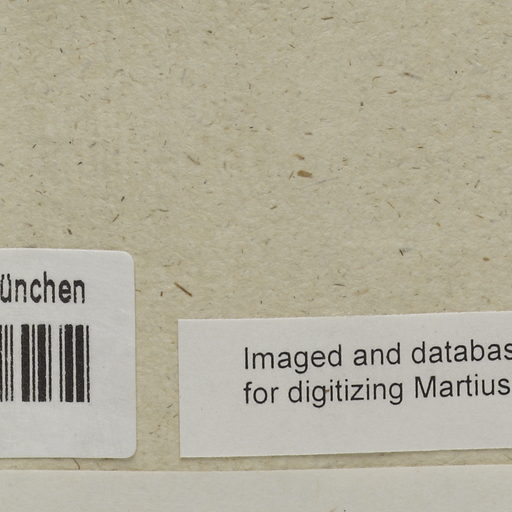 ünchen
Imaged and databas
for digitizing Martius